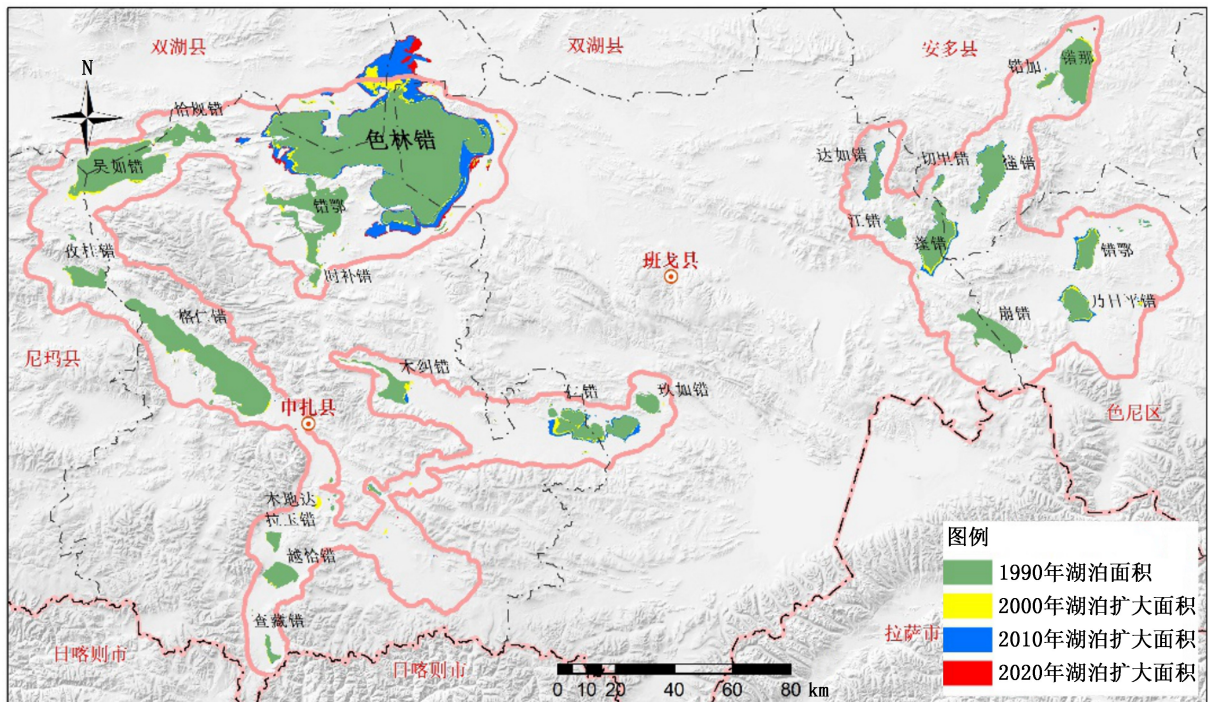 双湖县
双湖县
安多县
N
错那
错加
恰规错
色林错
吴如错
达如错
切里错
蓬错
错鄂
江错
错鄂
孜桂错
班戈县
乃日平错
格仁错
崩错
尼玛县
木纠错
仁错
玖如错
申扎县
色尼区
木地达
拉玉错
越恰错
查藏错
日喀则市
日喀则市
拉萨市
0 10 20 40 60 80 km
图例
1990年湖泊面积
2000年湖泊扩大面积
2010年湖泊扩大面积
2020年湖泊扩大面积